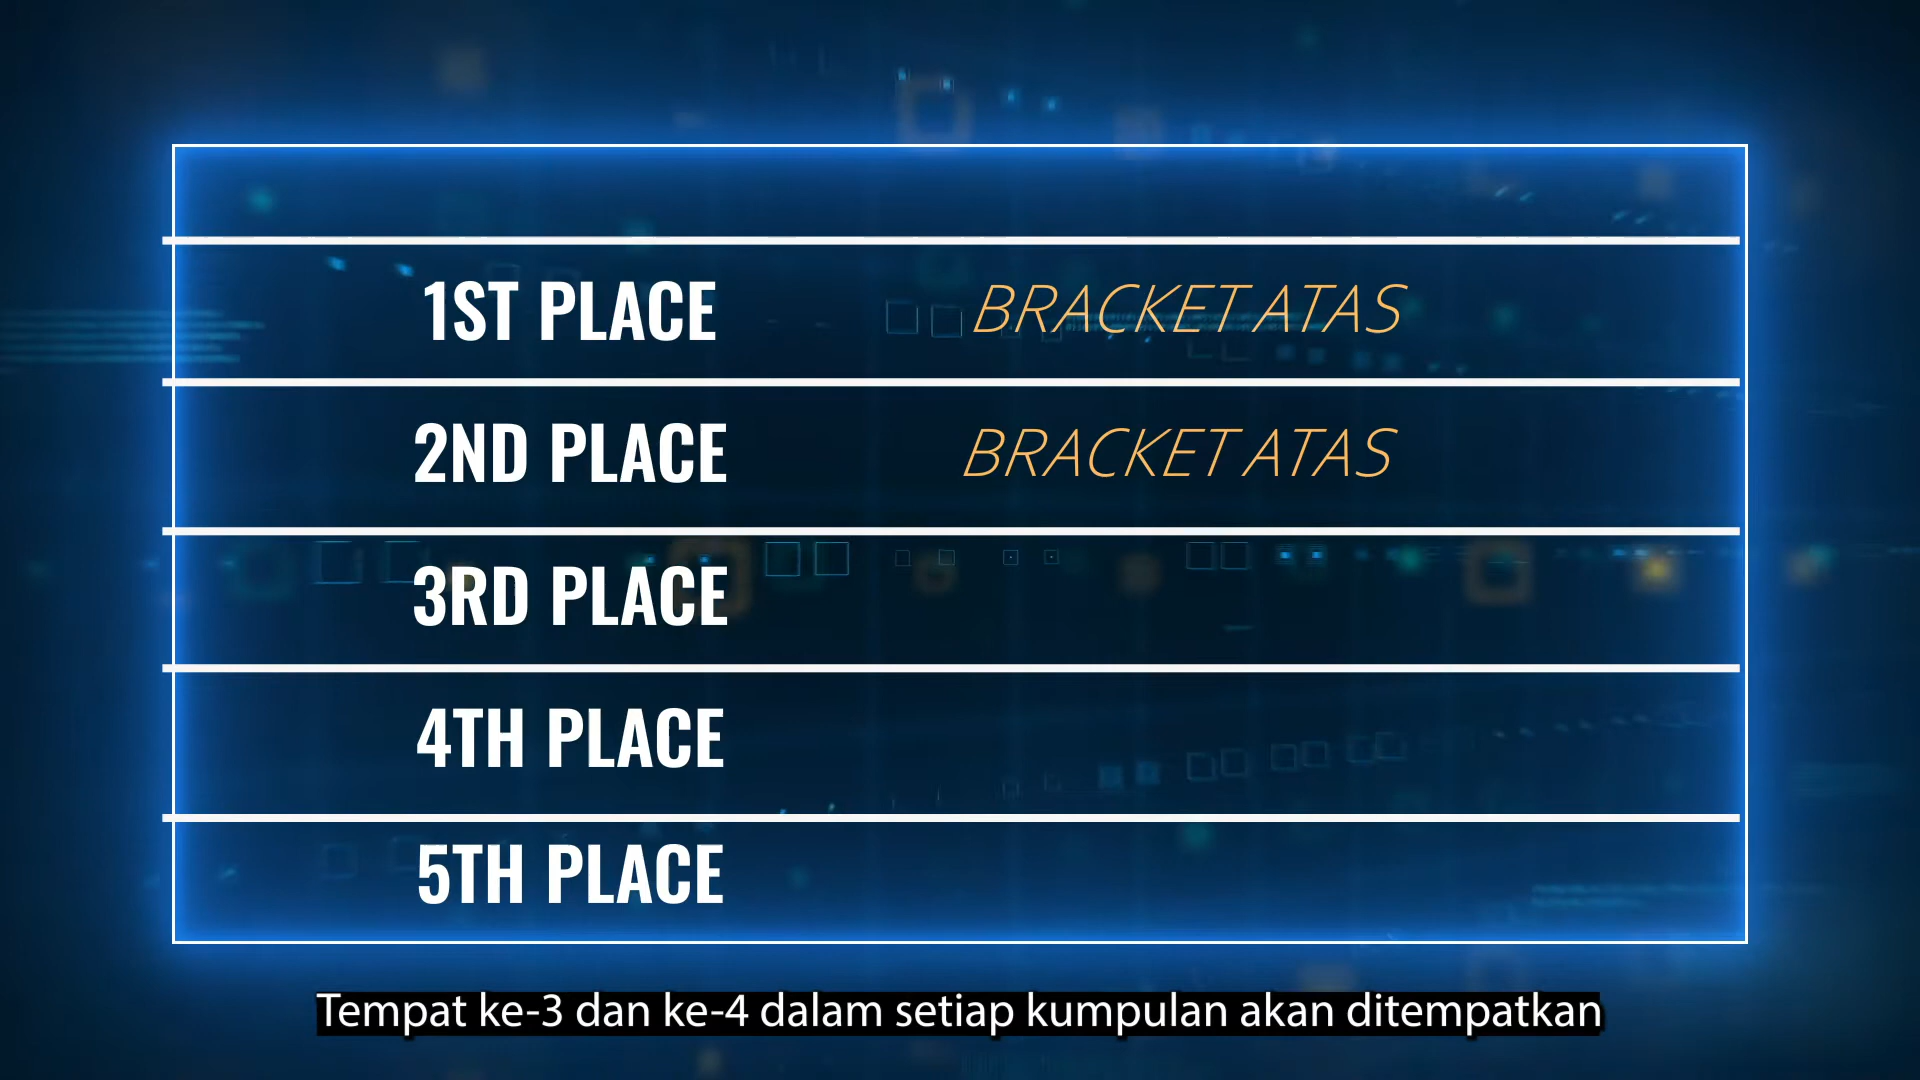 1ST PLACE BRACKET ATAS
2ND PLACE BRACKET ATAS
3RD PLACE
4TH PLACE
5TH PLACE
Tempat ke-3 dan ke-4 dalam setiap kumpulan akan ditempatkan